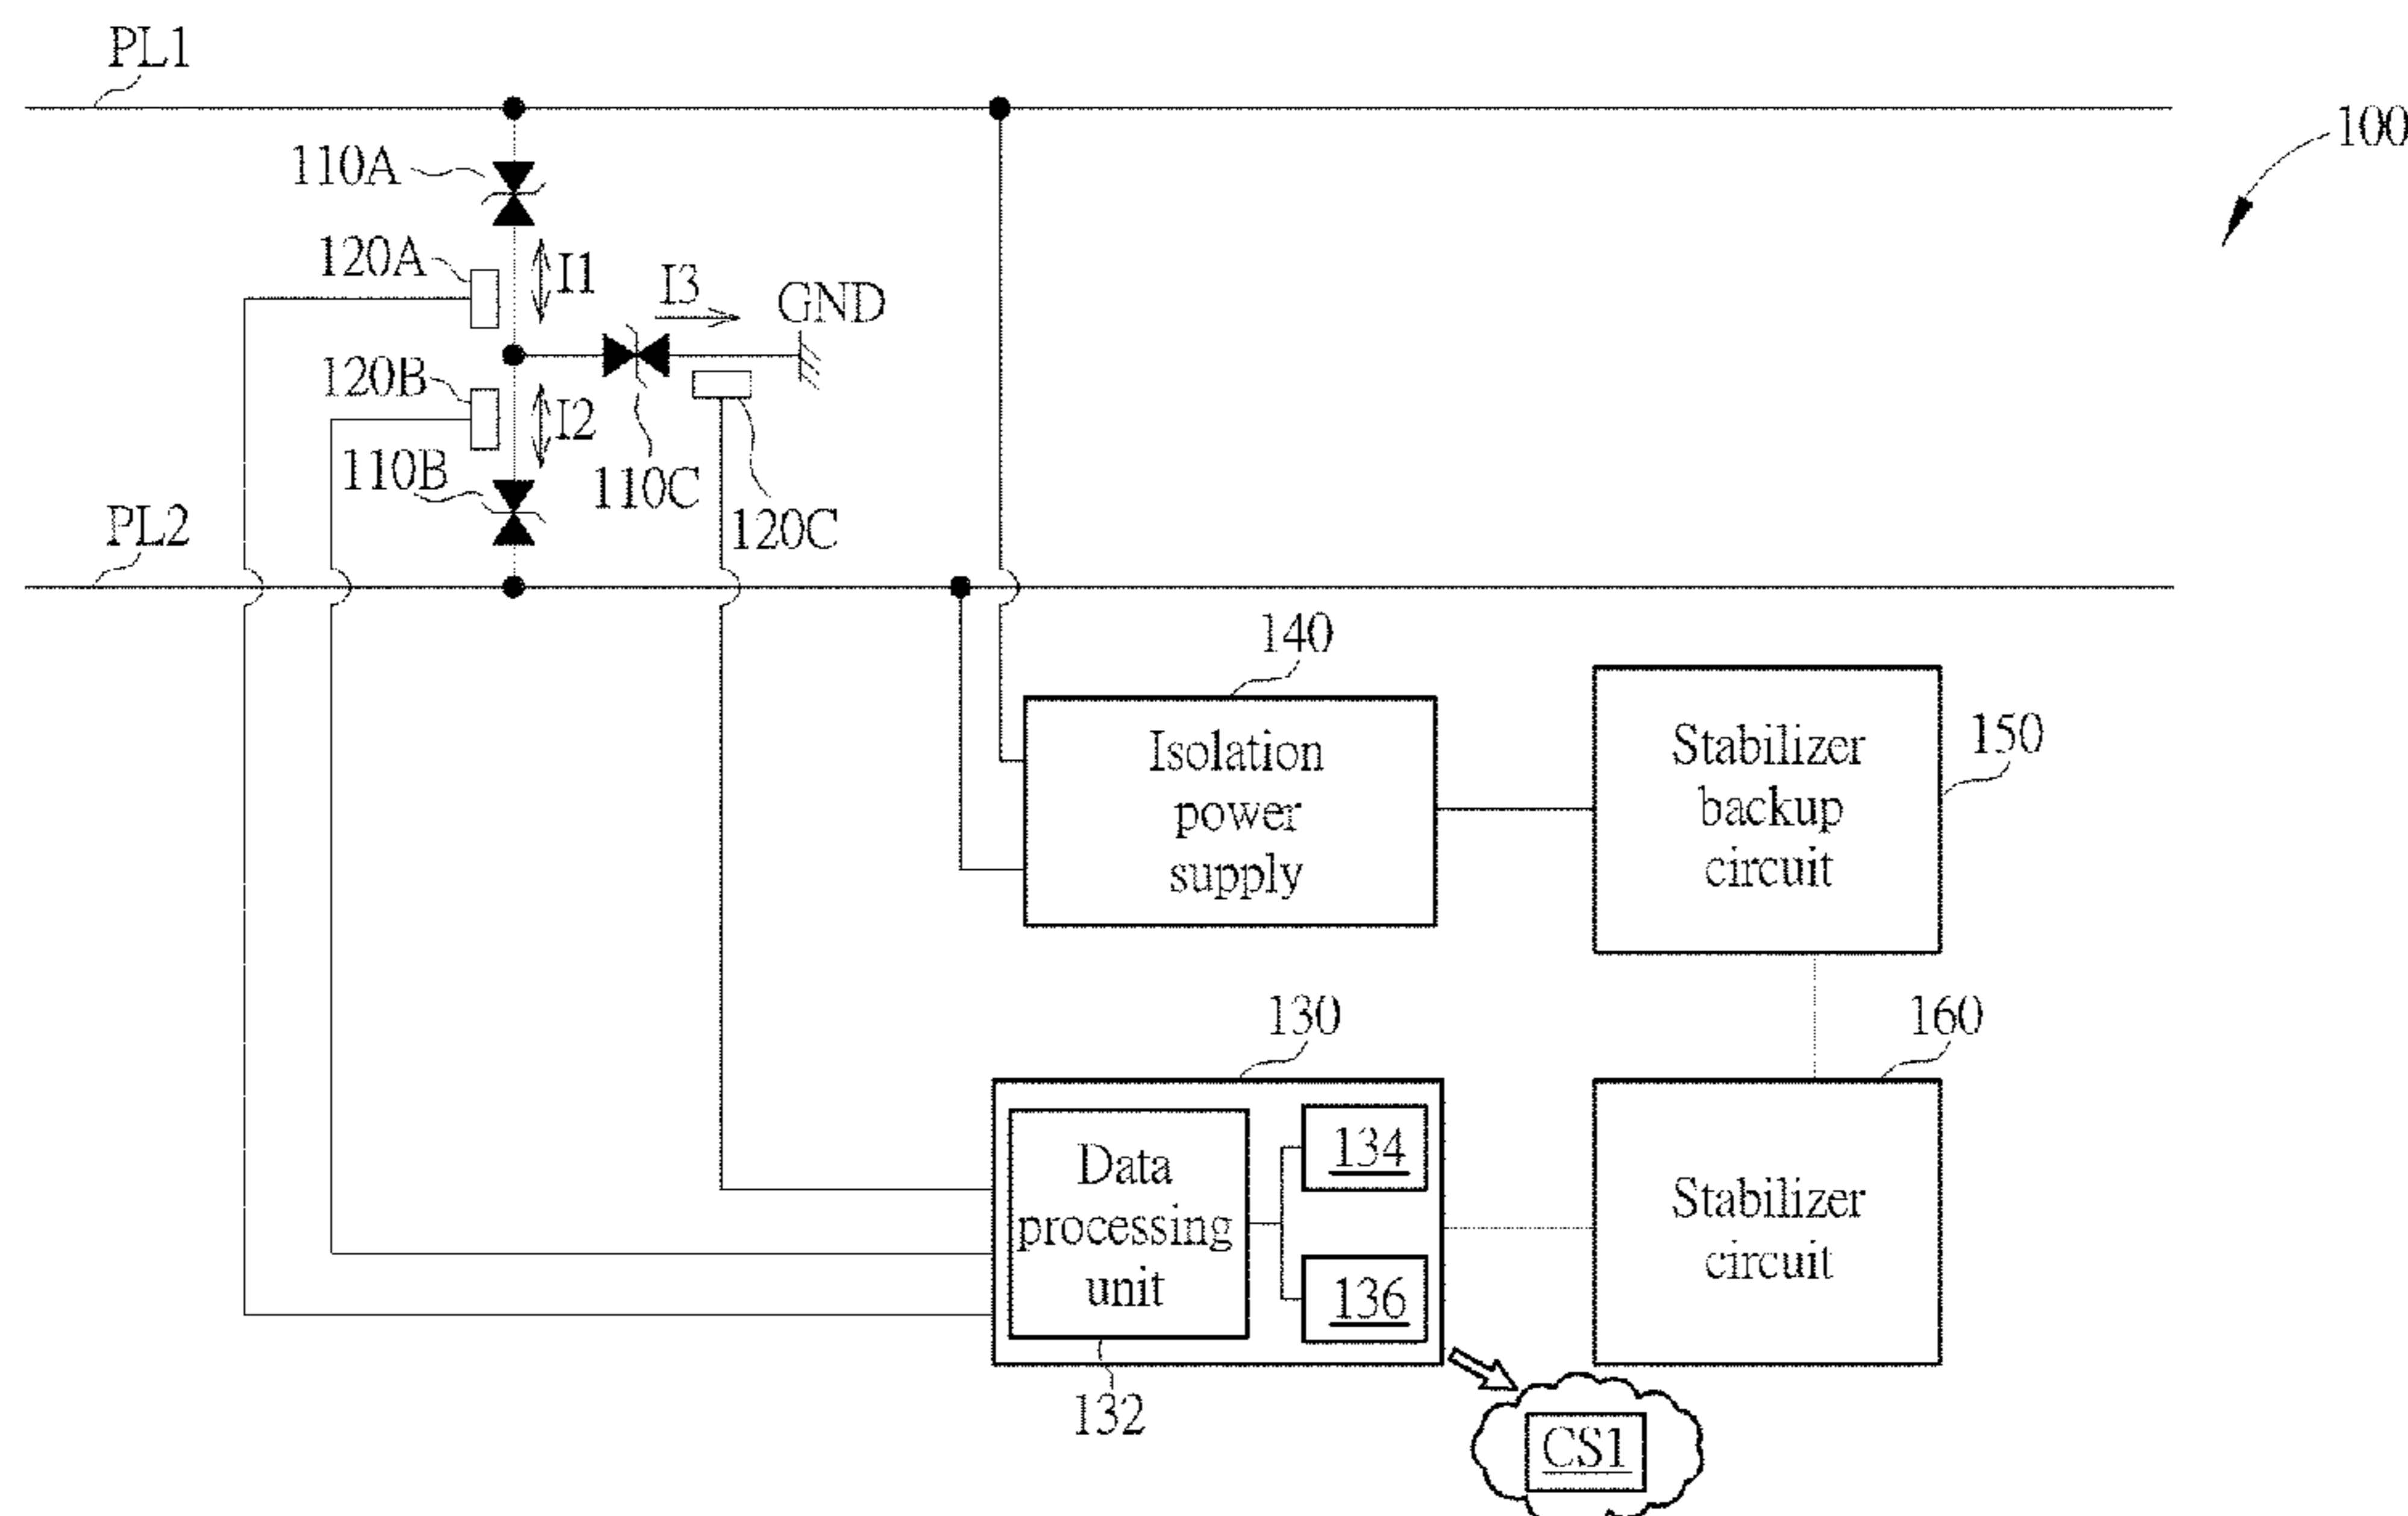 PL1
100
110A
120A
I1
I3
GND
120B
I2
110B
110C
120C
PL2
140
Isolation
power
supply
150
Stabilizer
backup
circuit
130
160
Data
processing
unit
134
136
Stabilizer
circuit
132
CS1